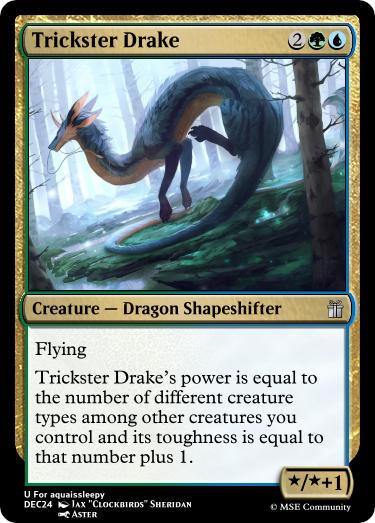 Trickster Drake 2
Creature — Dragon Shapeshifter
Flying
Trickster Drake's power is equal to
the number of different creature
types among other creatures you
control and its toughness is equal to
that number plus 1.
★/★+1
U For aquaissleepy
DEC24 Jax "Clockbirds" Sheridan
Aster
© MSE Community